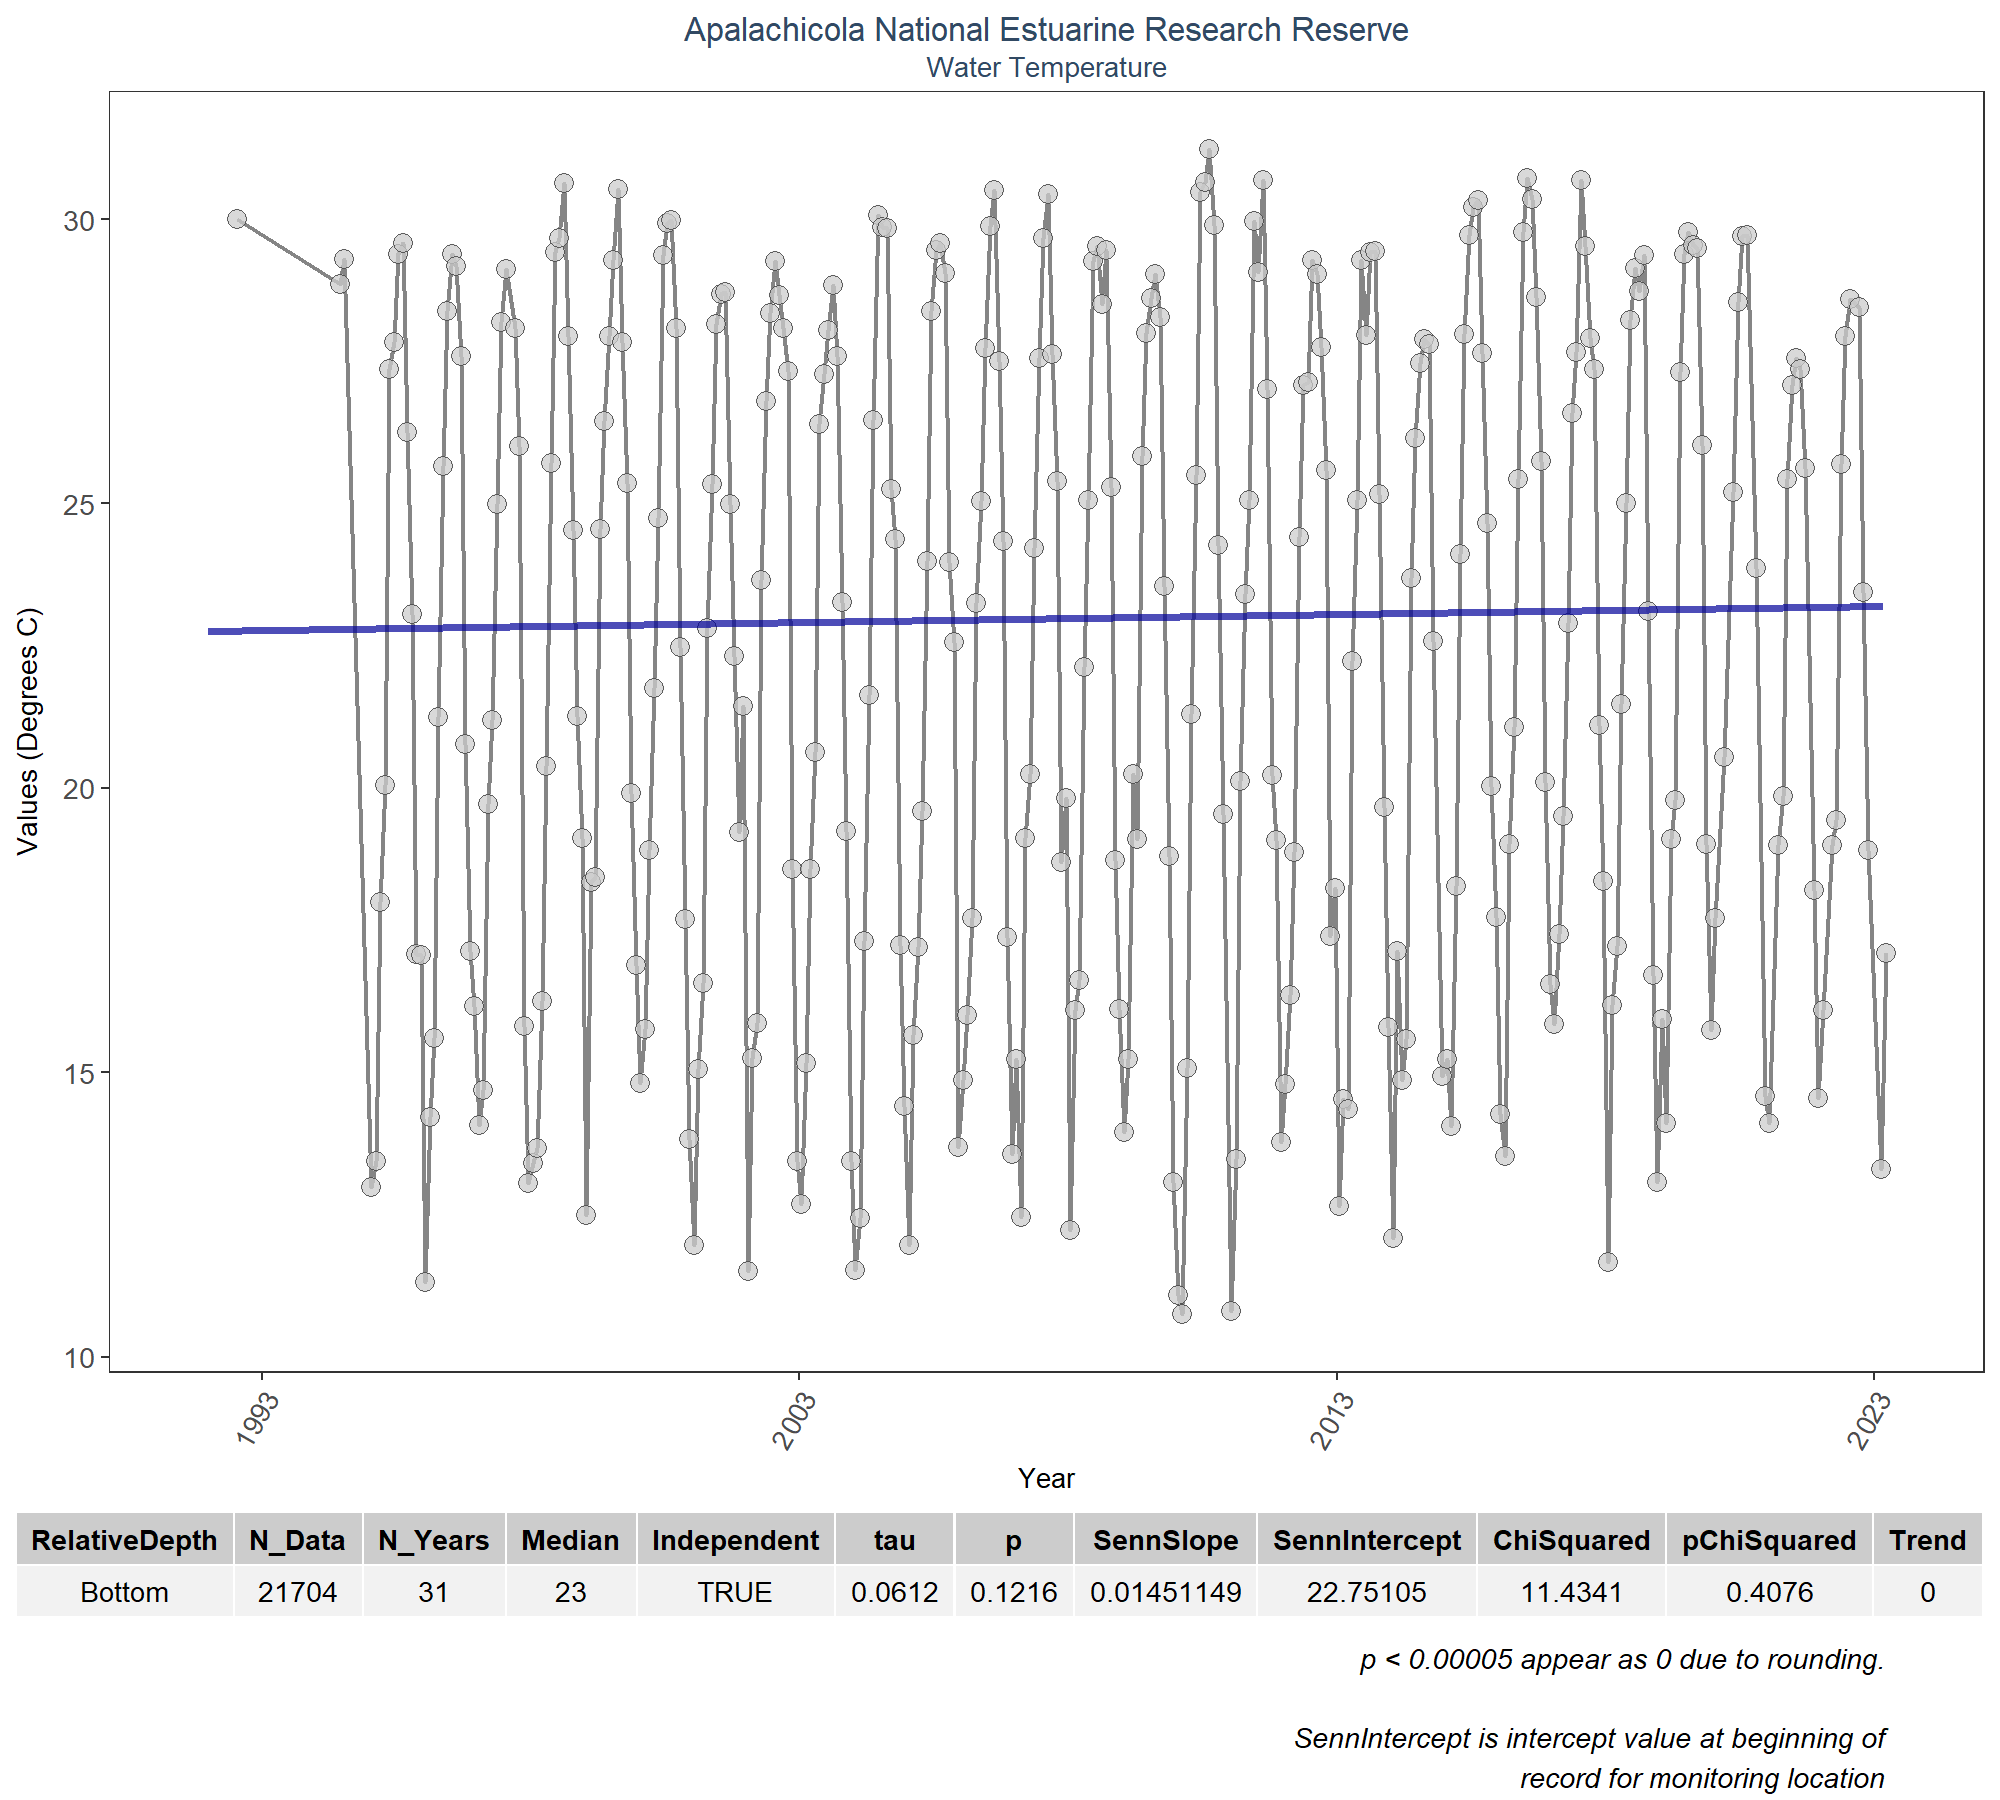 Apalachicola National Estuarine Research Reserve
Water Temperature
Values (Degrees C)
30
25
20
15
10
1993
2003
2013
2023
Year
RelativeDepth N_Data N_Years Median Independent tau p SennSlope SennIntercept ChiSquared pChiSquared Trend
Bottom 21704 31 23 TRUE 0.0612 0.1216 0.01451149 22.75105 11.4341 0.4076 0
p < 0.00005 appear as 0 due to rounding.
SennIntercept is intercept value at beginning of
record for monitoring location